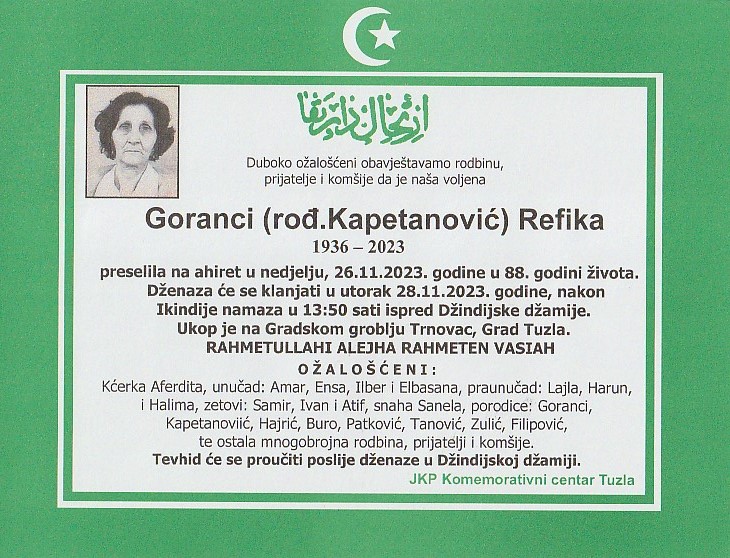 ارتحال دار بقا
Duboko ožalošćeni obavještavamo rodbinu,
prijatelje i komšije da je naša voljena
Goranci (rođ.Kapetanović) Refika
1936 – 2023
preselila na ahiret u nedjelju, 26.11.2023. godine u 88. godini života.
Dženaza će se klanjati u utorak 28.11.2023. godine, nakon
Ikindije namaza u 13:50 sati ispred Džindijske džamije.
Ukop je na Gradskom groblju Trnovac, Grad Tuzla.
RAHMETULLAHI ALEJHA RAHMETEN VASIAH
OŽALOŠĆENI:
Kćerka Aferdita, unučad: Amar, Ensa, Ilber i Elbasana, praunučad: Lajla, Harun,
i Halima, zetovi: Samir, Ivan i Atif, snaha Sanela, porodice: Goranci,
Kapetanoviić, Hajrić, Buro, Patković, Tanović, Zulić, Filipović,
te ostala mnogobrojna rodbina, prijatelji i komšije.
Tevhid će se proučiti poslije dženaze u Džindijskoj džamiji.
JKP Komemorativni centar Tuzla